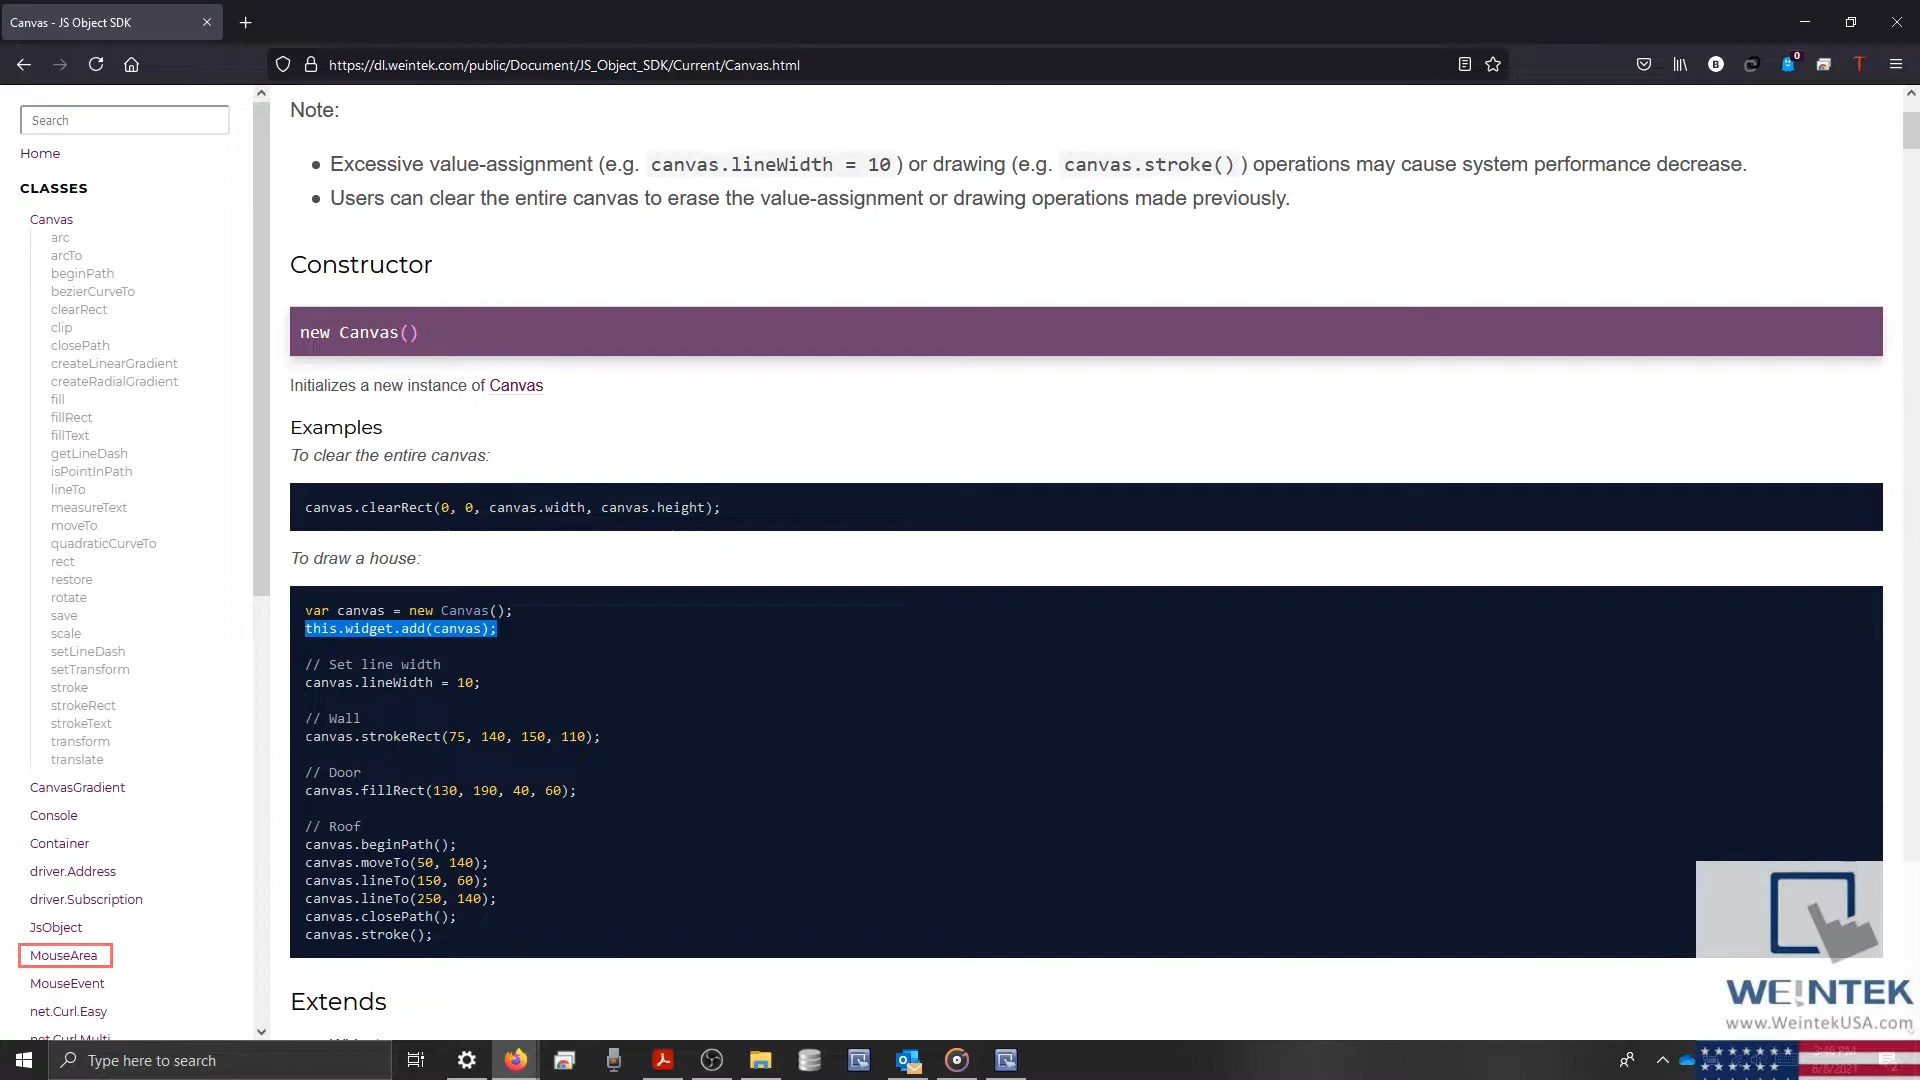 Canvas - JS Object SDK
https://dl.weintek.com/public/Document/JS_Object_SDK/Current/Canvas.html
B
0
T
Search
Home
CLASSES
Canvas
arc
arcTo
beginPath
bezierCurveTo
clearRect
clip
closePath
createLinearGradient
createRadialGradient
fill
fillRect
fillText
getLineDash
isPointInPath
lineTo
measureText
moveTo
quadraticCurveTo
rect
restore
rotate
save
scale
setLineDash
setTransform
stroke
strokeRect
strokeText
transform
translate
CanvasGradient
Console
Container
driver.Address
driver.Subscription
JsObject
MouseArea
MouseEvent
net.Curl.Easy
net.Curl.Multi
Note:
Excessive value-assignment (e.g. canvas.lineWidth = 10 ) or drawing (e.g. canvas.stroke() ) operations may cause system performance decrease.
Users can clear the entire canvas to erase the value-assignment or drawing operations made previously.
Constructor
new Canvas()
Initializes a new instance of Canvas
Examples
To clear the entire canvas:
canvas.clearRect(0, 0, canvas.width, canvas.height);
To draw a house:
var canvas = new Canvas();
this.widget.add(canvas);
// Set line width
canvas.lineWidth = 10;
// Wall
canvas.strokeRect(75, 140, 150, 110);
// Door
canvas.fillRect(130, 190, 40, 60);
// Roof
canvas.beginPath();
canvas.moveTo(50, 140);
canvas.lineTo(150, 60);
canvas.lineTo(250, 140);
canvas.closePath();
canvas.stroke();
Extends
WE!NTEK
www.WeintekUSA.com
Type here to search
3:46 PM